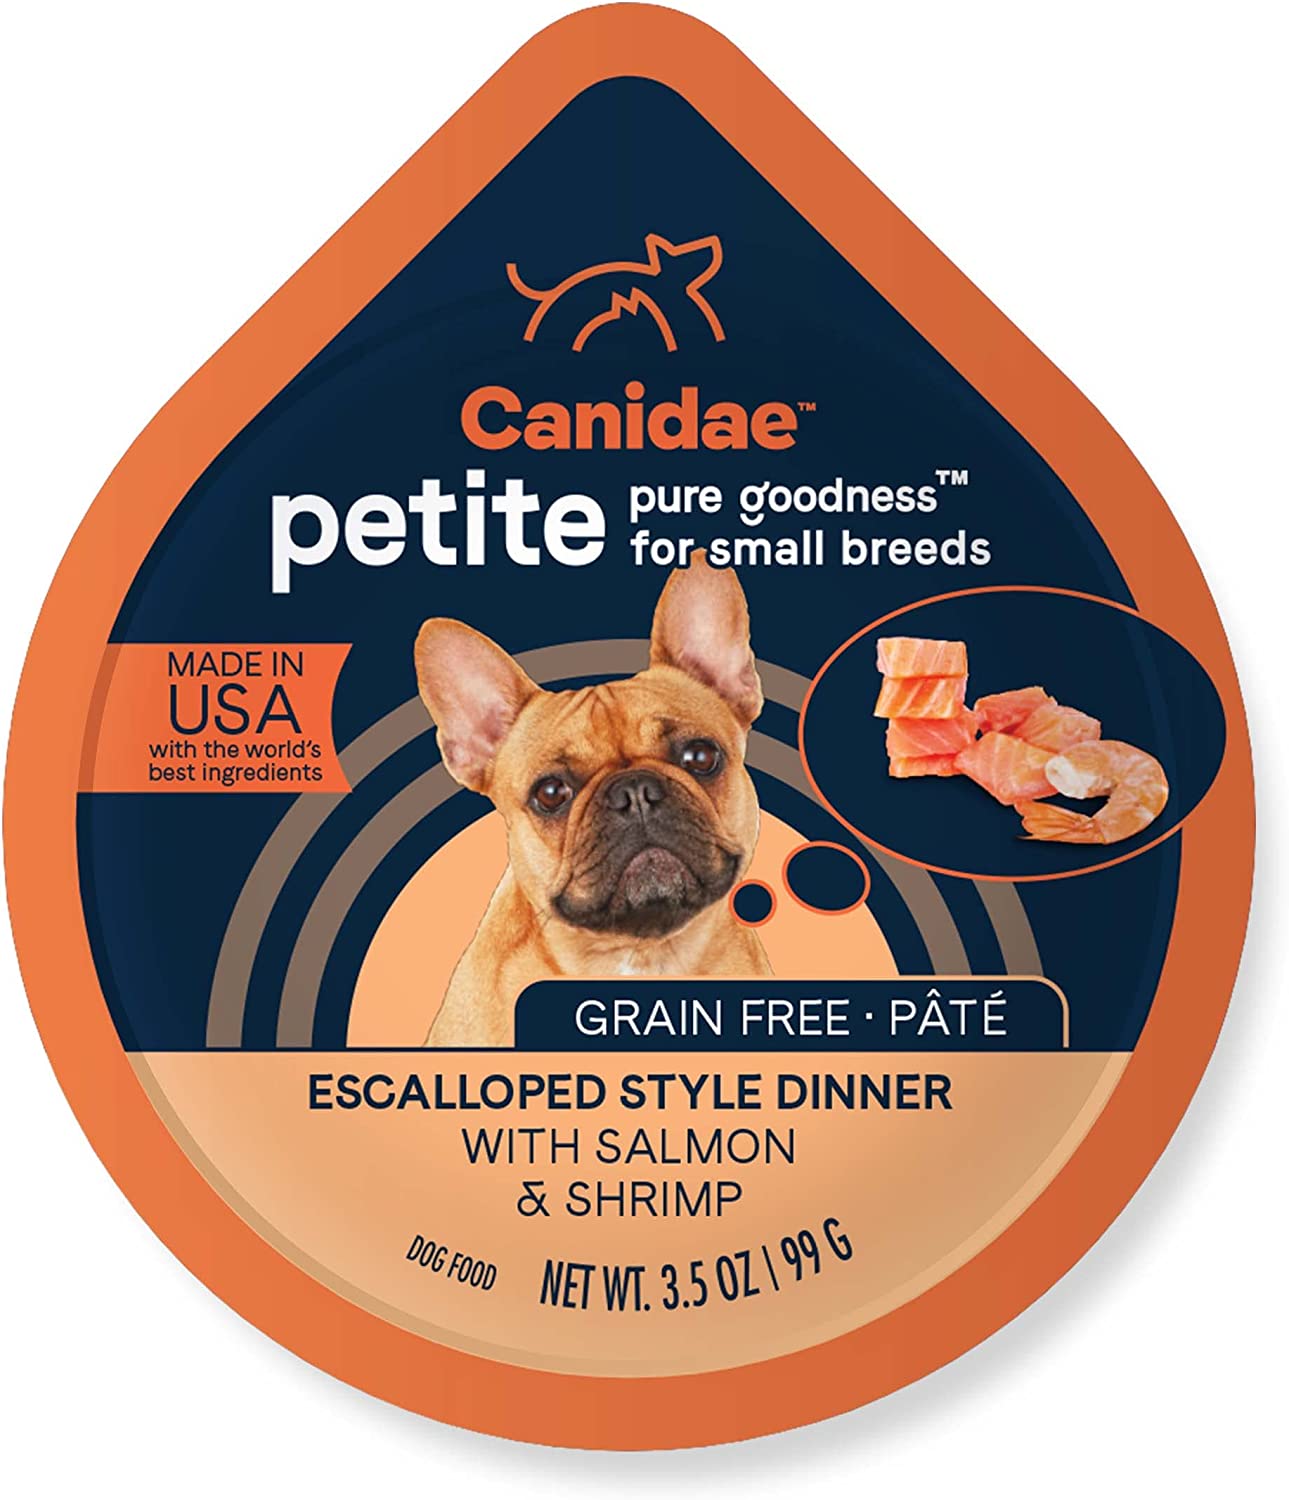 Canidae™
petite
pure goodness™
for small breeds
MADE IN
USA
with the world's
best ingredients
GRAIN FREE · PÂTÉ
ESCALLOPED STYLE DINNER
WITH SALMON
& SHRIMP
DOG FOOD
NET WT. 3.5 OZ | 99 G